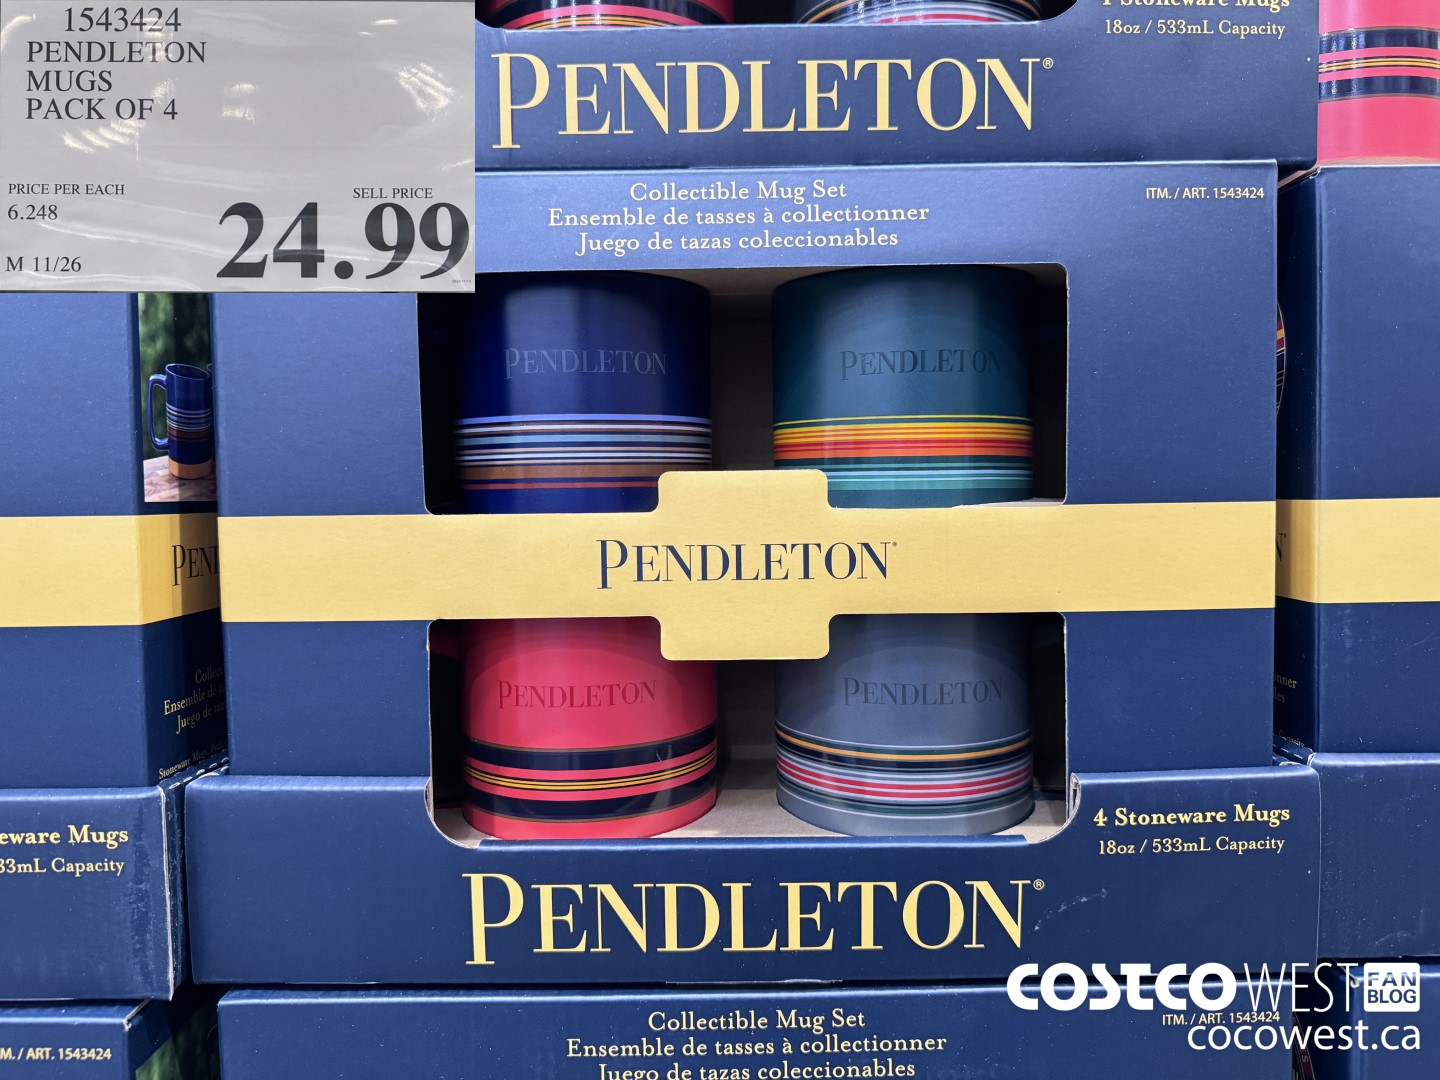 1543424
PENDLETON
MUGS
PACK OF 4
PRICE PER EACH
6.248
SELL PRICE
24.99
M 11/26
18oz / 533mL Capacity
PENDLETON®
Collectible Mug Set
Ensemble de tasses à collectionner
Juego de tazas coleccionables
ITM. / ART. 1543424
PENDLETON
PENDLETON
PENDLETON®
PENDLETON
PENDLETON
4 Stoneware Mugs
18oz / 533mL Capacity
PENDLETON®
eware Mugs
33mL Capacity
COSTCO WEST FAN BLOG
cocowest.ca
Collectible Mug Set
Ensemble de tasses à collectionner
Juego de tazas coleccionables
ITM. / ART. 1543424
M. / ART. 1543424